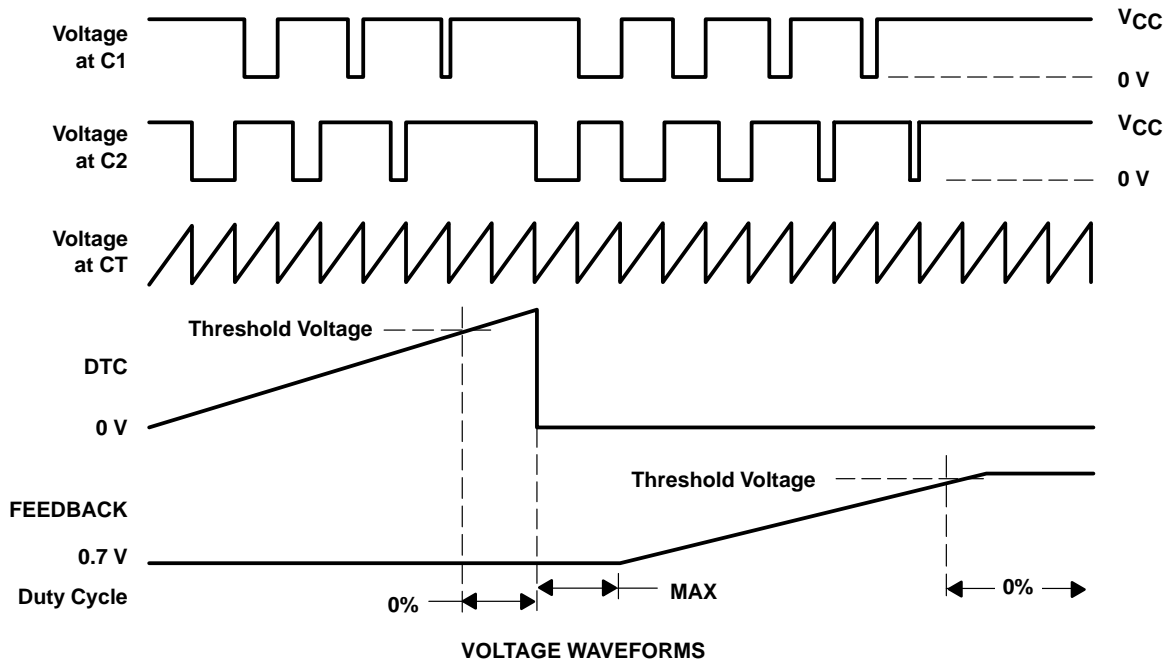 Voltage
at C1
VCC
0 V
Voltage
at C2
VCC
0 V
Voltage
at CT
Threshold Voltage
DTC
0 V
Threshold Voltage
FEEDBACK
0.7 V
Duty Cycle
0%
MAX
0%
VOLTAGE WAVEFORMS